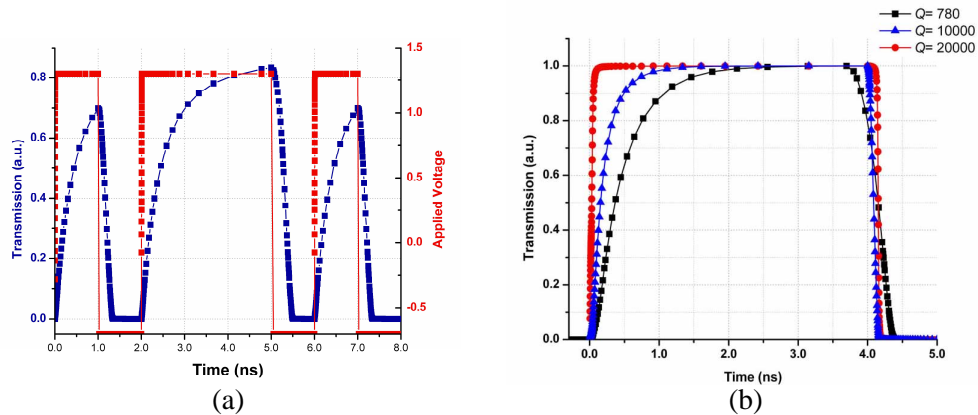 Q= 780
Q= 10000
Q= 20000
Transmission (a.u.)
0.8
0.6
0.4
0.2
0.0
1.5
1.0
0.5
0.0
-0.5
Applied Voltage
0.0 1.0 2.0 3.0 4.0 5.0 6.0 7.0 8.0
Time (ns)
(a)
Transmission (a.u.)
1.0
0.8
0.6
0.4
0.2
0.0
0.0 1.0 2.0 3.0 4.0 5.0
Time (ns)
(b)